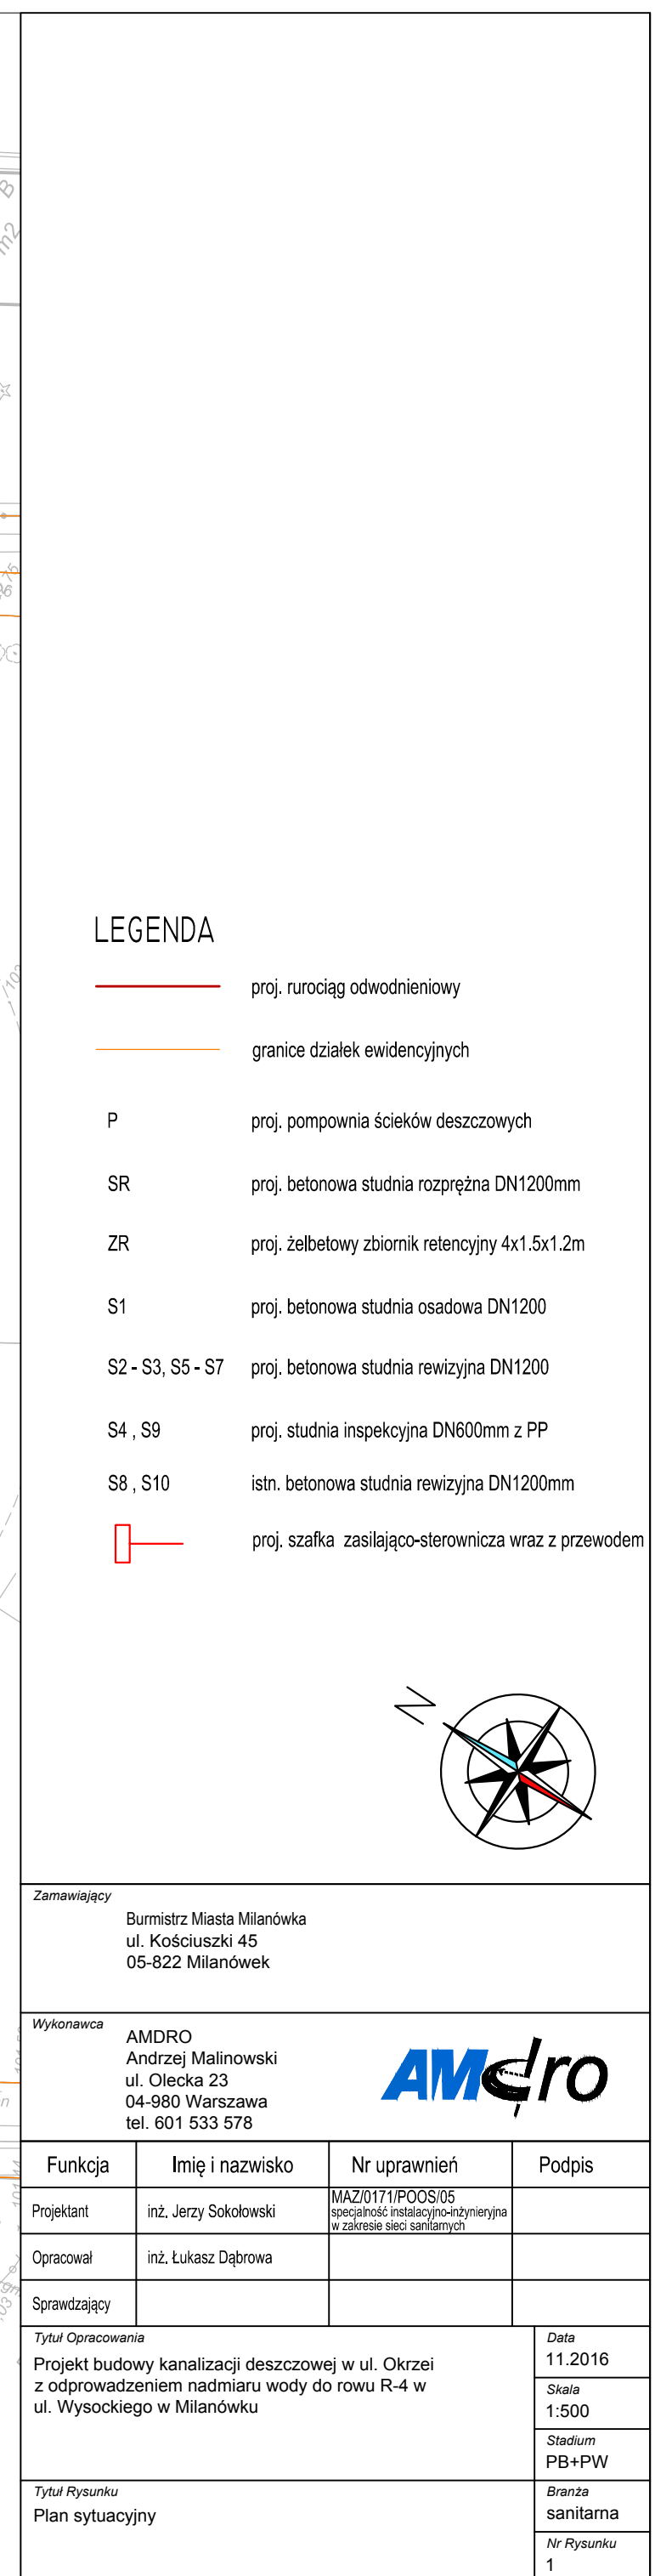 B
m2
LEGENDA
proj. rurociąg odwodnieniowy
granice działek ewidencyjnych
P proj. pompownia ścieków deszczowych
SR proj. betonowa studnia rozprężna DN1200mm
ZR proj. żelbetowy zbiornik retencyjny 4x1.5x1.2m
S1 proj. betonowa studnia osadowa DN1200
S2 - S3, S5 - S7 proj. betonowa studnia rewizyjna DN1200
S4 , S9 proj. studnia inspekcyjna DN600mm z PP
S8 , S10 istn. betonowa studnia rewizyjna DN1200mm
proj. szafka zasilająco-sterownicza wraz z przewodem
N
Zamawiający
Burmistrz Miasta Milanówka
ul. Kościuszki 45
05-822 Milanówek
Wykonawca
AMDRO
Andrzej Malinowski
ul. Olecka 23
04-980 Warszawa
tel. 601 533 578
AMdro
Funkcja Imię i nazwisko Nr uprawnień Podpis
Projektant inż. Jerzy Sokołowski MAZ/0171/POOS/05
specjalność instalacyjno-inżynieryjna
w zakresie sieci sanitarnych
Opracował inż. Łukasz Dąbrowa
Sprawdzający
Tytuł Opracowania
Projekt budowy kanalizacji deszczowej w ul. Okrzei
z odprowadzeniem nadmiaru wody do rowu R-4 w
ul. Wysockiego w Milanówku
Data
11.2016
Skala
1:500
Stadium
PB+PW
Tytuł Rysunku
Plan sytuacyjny
Branża
sanitarna
Nr Rysunku
1